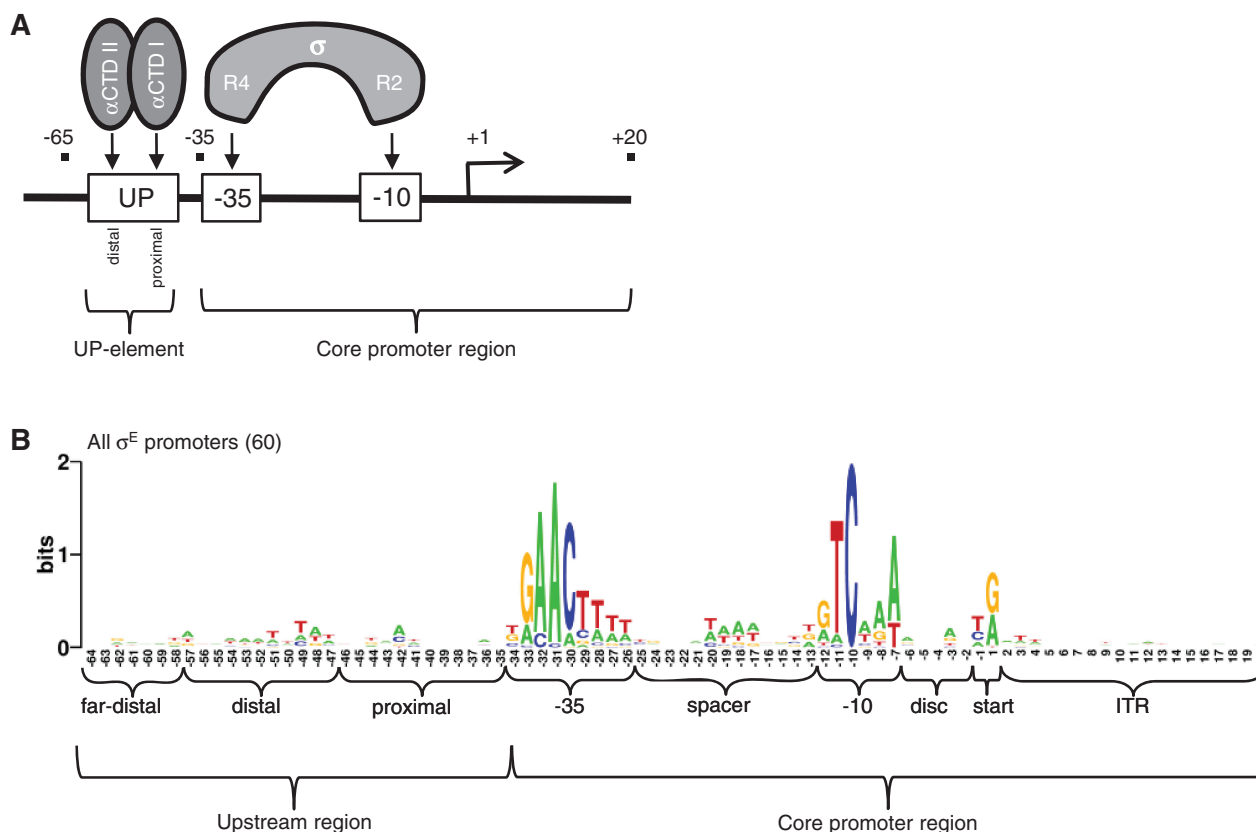 A
αCTD II
αCTD I
σ
R4
R2
-65
-35
+1
+20
UP
-35
-10
distal
proximal
UP-element
Core promoter region
B
All σE promoters (60)
2
1
0
bits
-64 -63 -62 -61 -60 -59 -58 -57 -56 -55 -54 -53 -52 -51 -50 -49 -48 -47 -46 -45 -44 -43 -42 -41 -40 -39 -38 -37 -36 -35 -34 -33 -32 -31 -30 -29 -28 -27 -26 -25 -24 -23 -22 -21 -20 -19 -18 -17 -16 -15 -14 -13 -12 -11 -10 -9 -8 -7 -6 -5 -4 -3 -2 -1 1 2 3 4 5 6 7 8 9 10 11 12 13 14 15 16 17 18 19
far-distal distal proximal -35 spacer -10 disc start ITR
Upstream region Core promoter region